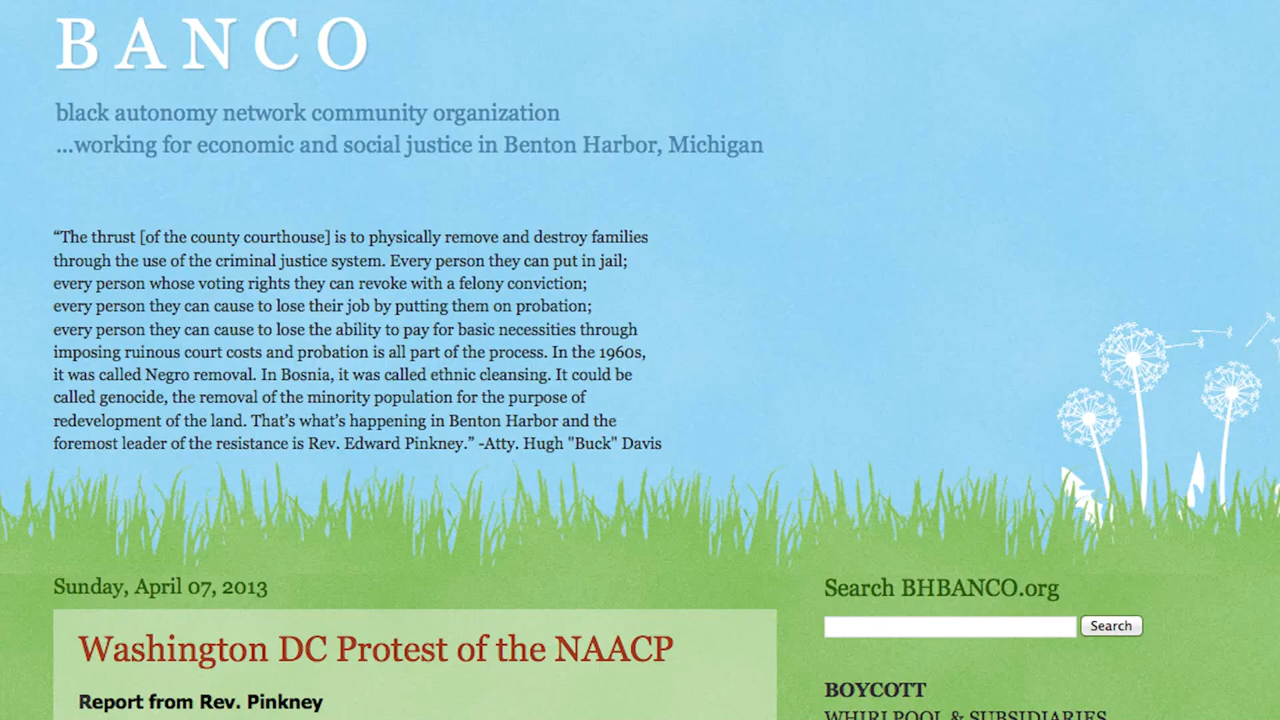 BANCO
black autonomy network community organization
...working for economic and social justice in Benton Harbor, Michigan
“The thrust [of the county courthouse] is to physically remove and destroy families
through the use of the criminal justice system. Every person they can put in jail;
every person whose voting rights they can revoke with a felony conviction;
every person they can cause to lose their job by putting them on probation;
every person they can cause to lose the ability to pay for basic necessities through
imposing ruinous court costs and probation is all part of the process. In the 1960s,
it was called Negro removal. In Bosnia, it was called ethnic cleansing. It could be
called genocide, the removal of the minority population for the purpose of
redevelopment of the land. That’s what’s happening in Benton Harbor and the
foremost leader of the resistance is Rev. Edward Pinkney.” -Atty. Hugh "Buck" Davis
Sunday, April 07, 2013
Washington DC Protest of the NAACP
Report from Rev. Pinkney
Search BHBANCO.org
Search
BOYCOTT
WHIRLPOOL & SUBSIDIARIES